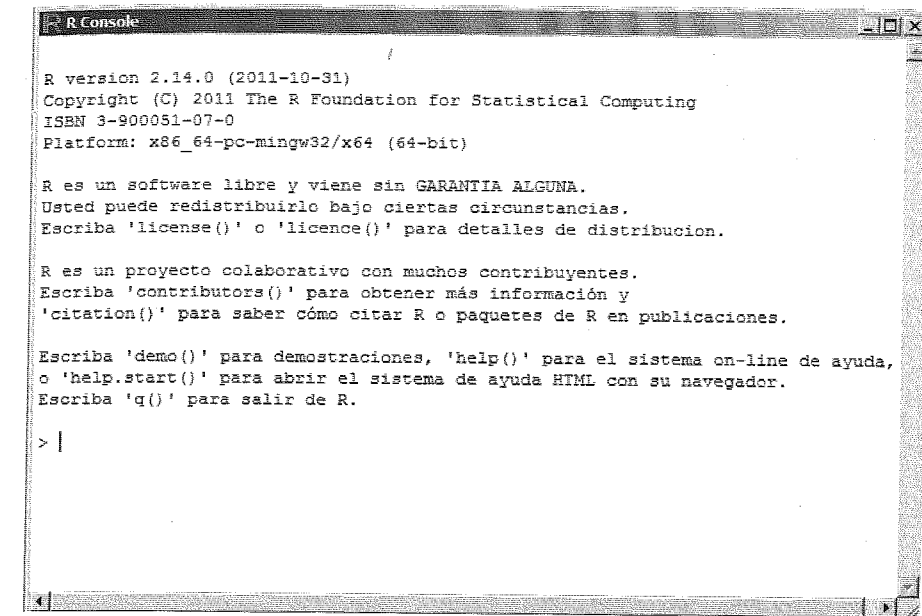 R Console
R version 2.14.0 (2011-10-31)
Copyright (C) 2011 The R Foundation for Statistical Computing
ISBN 3-900051-07-0
Platform: x86_64-pc-mingw32/x64 (64-bit)
R es un software libre y viene sin GARANTIA ALGUNA.
Usted puede redistribuirlo bajo ciertas circunstancias.
Escriba 'license()' o 'licence()' para detalles de distribucion.
R es un proyecto colaborativo con muchos contribuyentes.
Escriba 'contributors()' para obtener más información y
'citation()' para saber cómo citar R o paquetes de R en publicaciones.
Escriba 'demo()' para demostraciones, 'help()' para el sistema on-line de ayuda,
o 'help.start()' para abrir el sistema de ayuda HTML con su navegador.
Escriba 'q()' para salir de R.
>